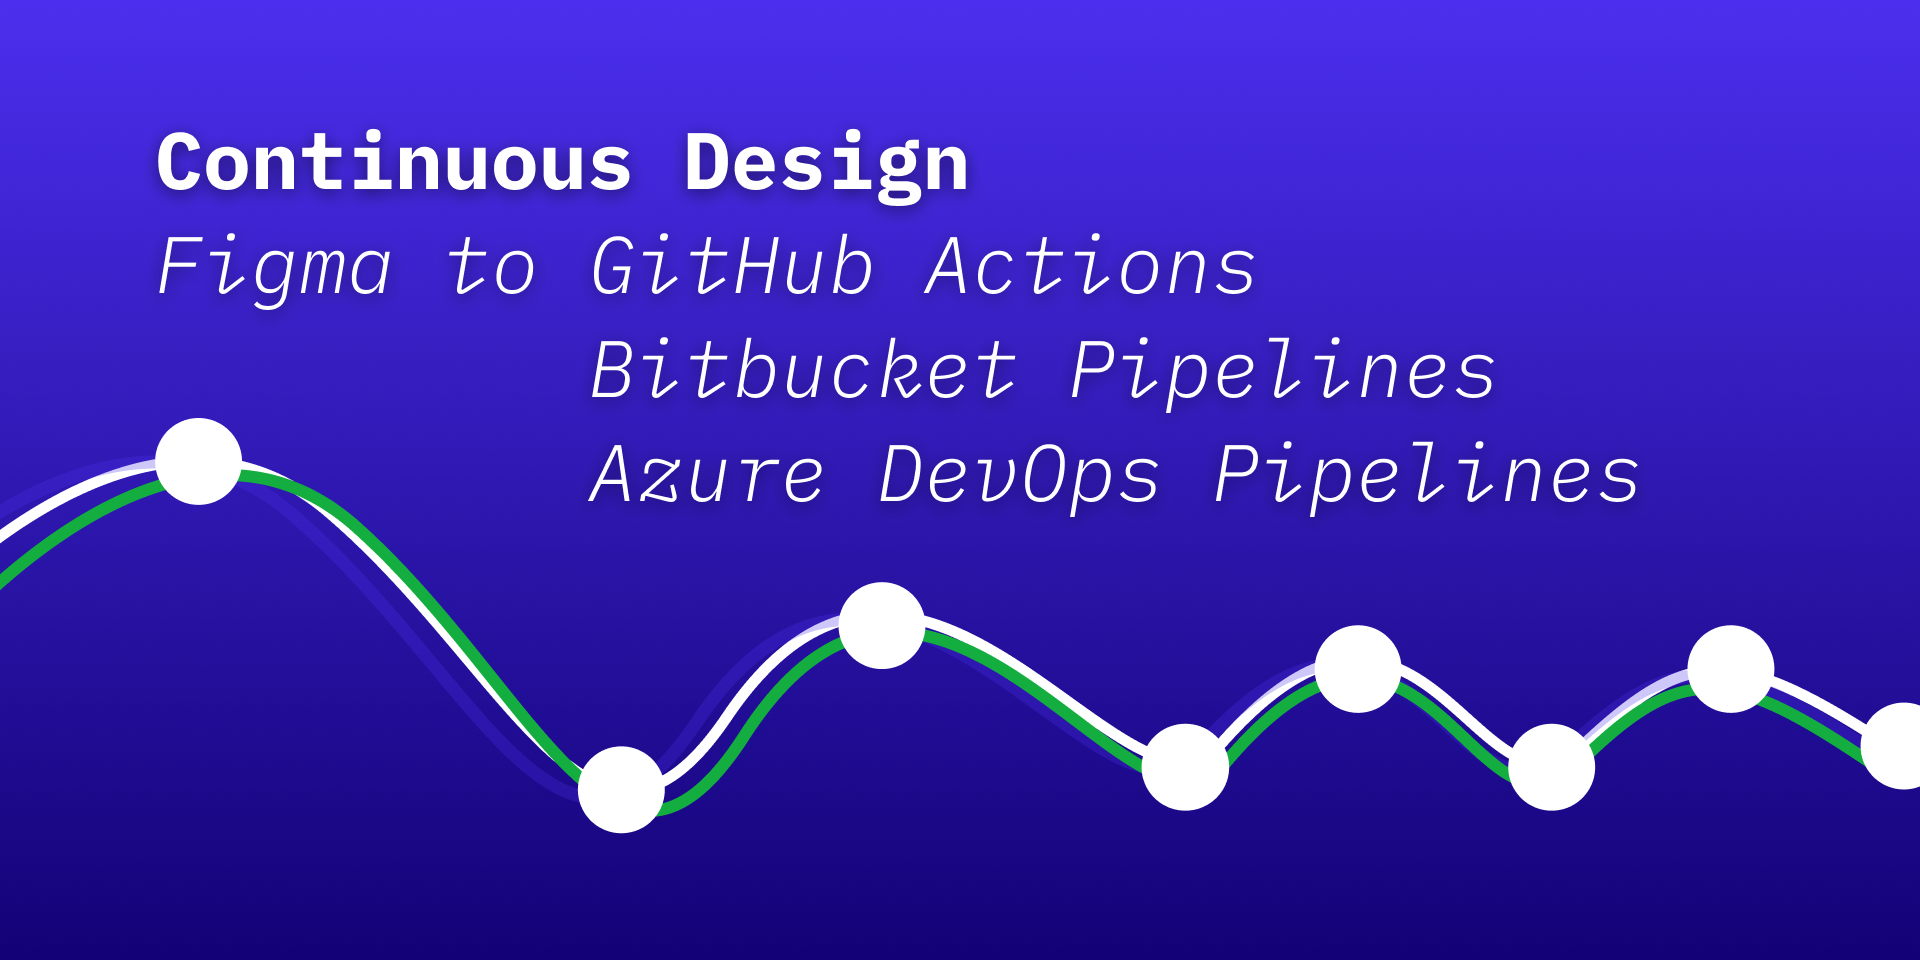 Continuous Design
Figma to GitHub Actions
Bitbucket Pipelines
Azure DevOps Pipelines